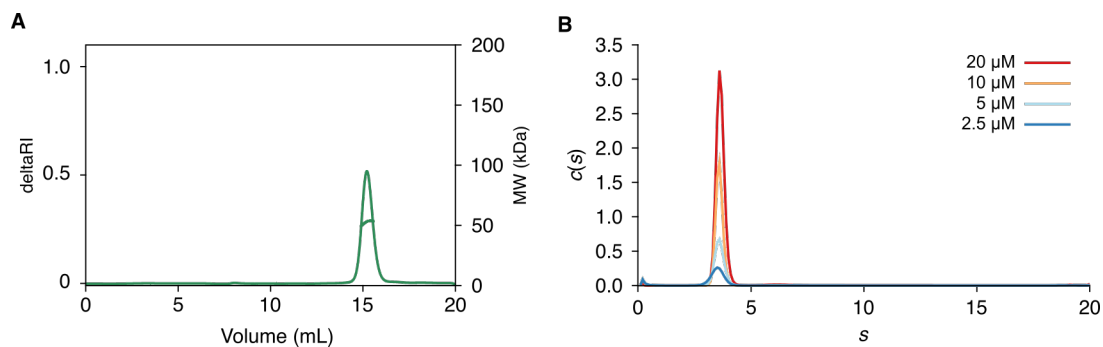 A
deltaRI
1.0
0.5
0
200
150
100
50
0
MW (kDa)
0 5 10 15 20
Volume (mL)
B
c(s)
3.5
3.0
2.5
2.0
1.5
1.0
0.5
0.0
20 µM
10 µM
5 µM
2.5 µM
0 5 10 15 20
s